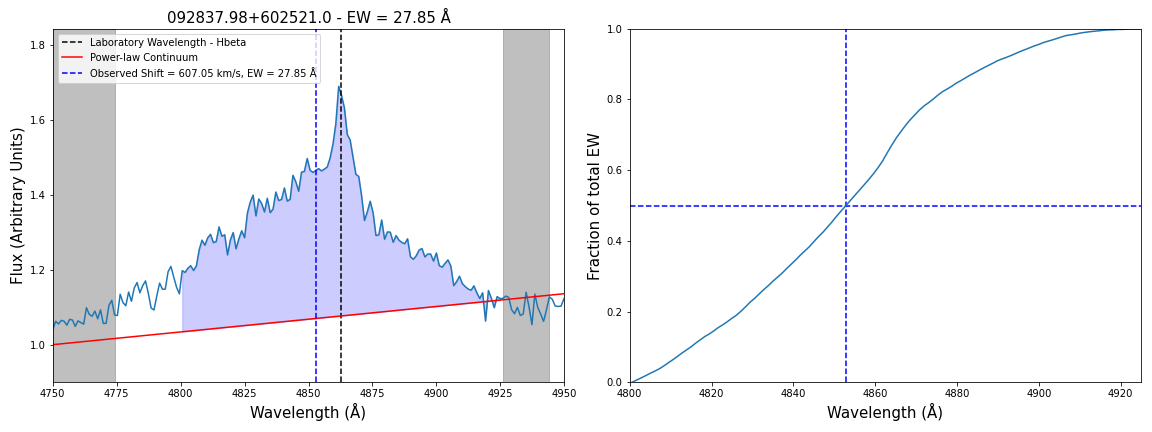 092837.98+602521.0 - EW = 27.85 Å
Laboratory Wavelength - Hbeta
Power-law Continuum
Observed Shift = 607.05 km/s, EW = 27.85 Å
Flux (Arbitrary Units)
1.8
1.6
1.4
1.2
1.0
4750 4775 4800 4825 4850 4875 4900 4925 4950
Wavelength (Å)
Fraction of total EW
1.0
0.8
0.6
0.4
0.2
0.0
4800 4820 4840 4860 4880 4900 4920
Wavelength (Å)